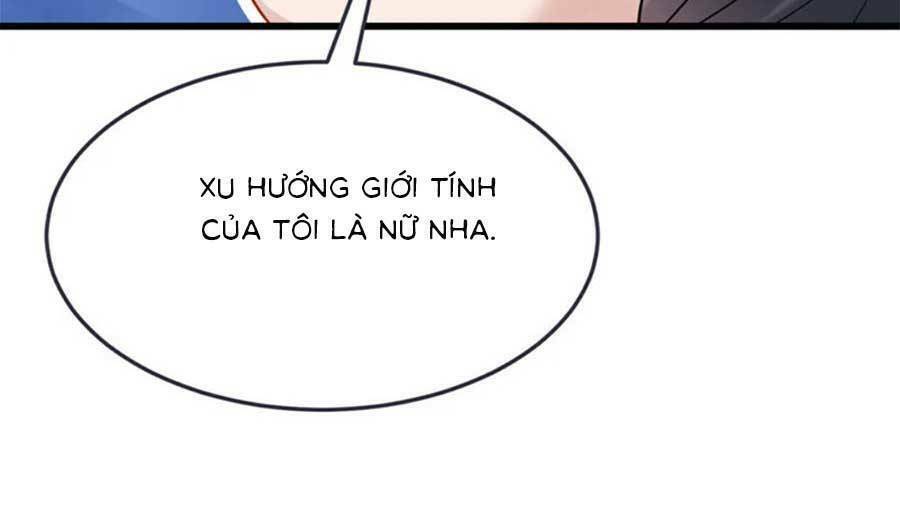 XU HƯỚNG GIỚI TÍNH
CỦA TÔI LÀ NỮ NHA.